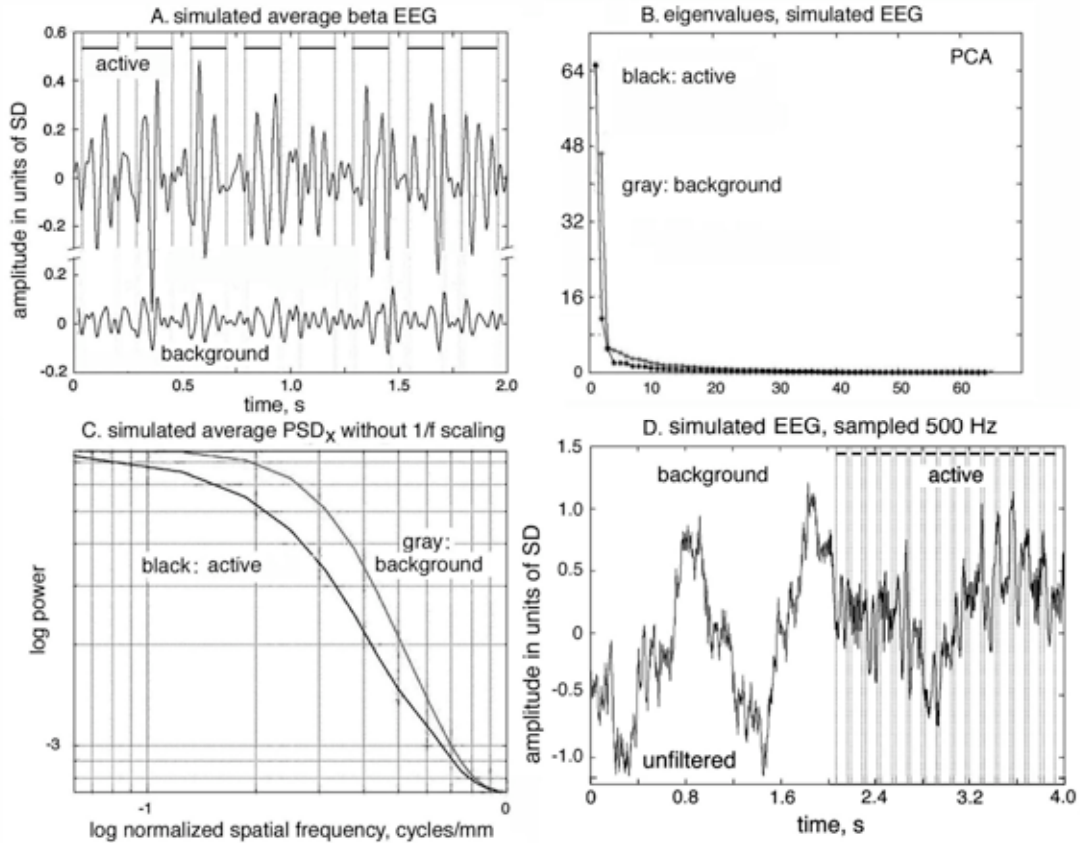 A. simulated average beta EEG
amplitude in units of SD
0.6
0.4
0.2
0
-0.2
0.2
0
-0.2
active
background
0
0.5
1.0
1.5
2.0
time, s
B. eigenvalues, simulated EEG
PCA
black: active
gray: background
64
48
32
16
0
0
10
20
30
40
50
60
C. simulated average PSDx without 1/f scaling
log power
-3
black: active
gray:
background
-1
0
log normalized spatial frequency, cycles/mm
D. simulated EEG, sampled 500 Hz
amplitude in units of SD
1.5
1.0
0.5
0
-0.5
-1.0
background
active
unfiltered
0
0.8
1.6
2.4
3.2
4.0
time, s